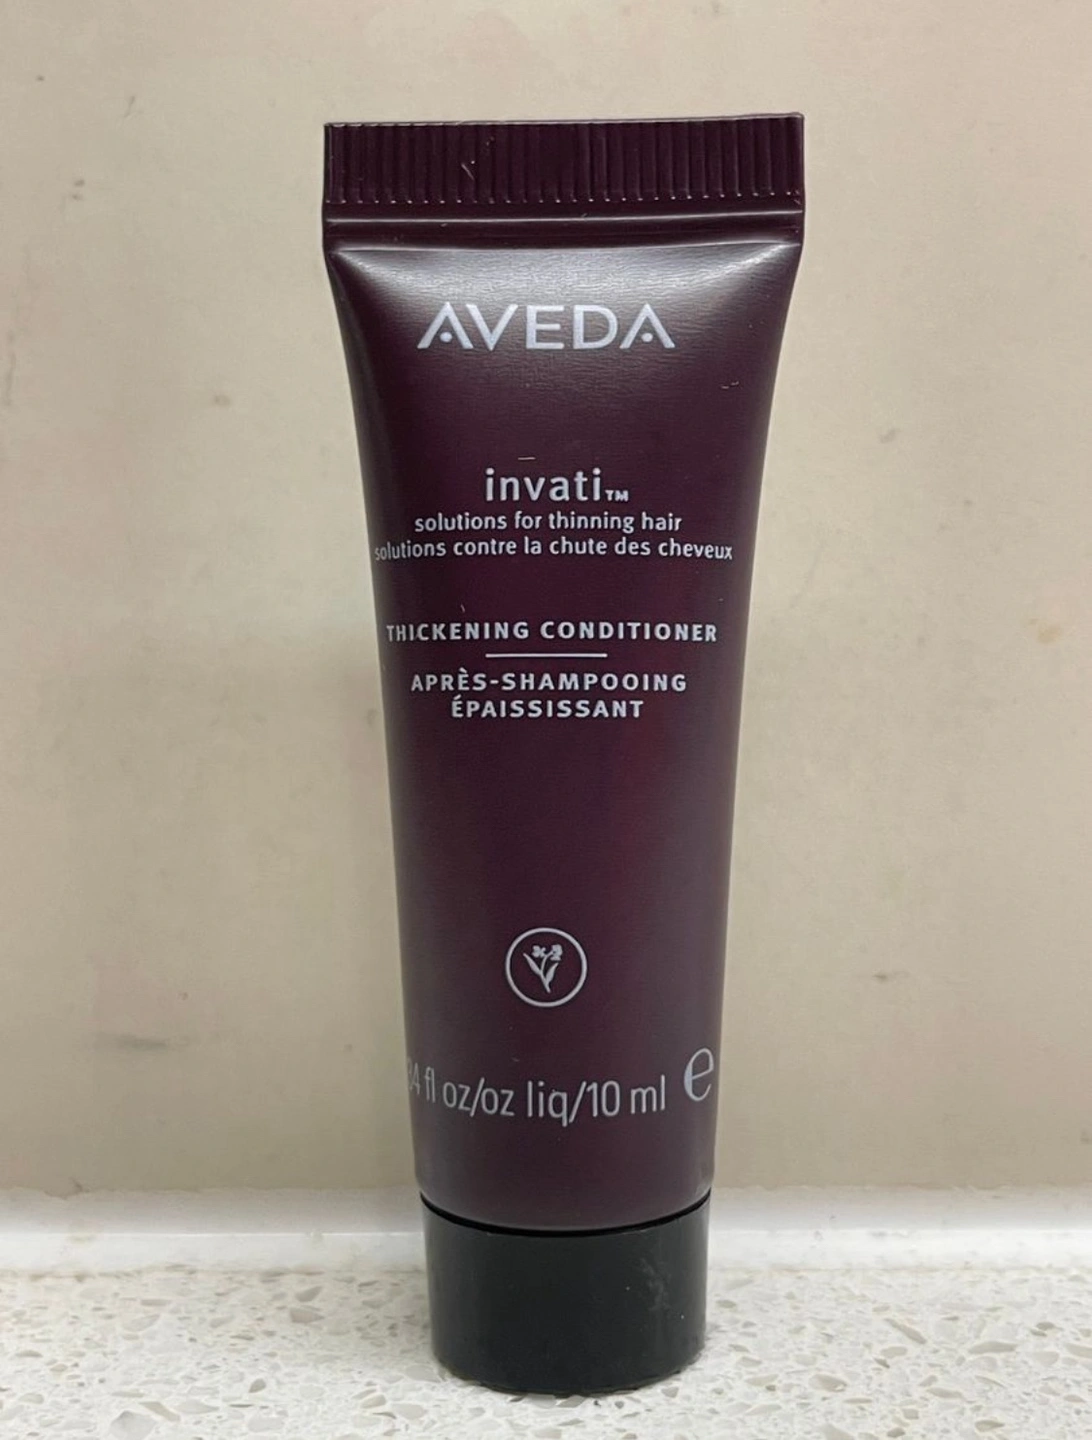 AVEDA
invati™
solutions for thinning hair
solutions contre la chute des cheveux
THICKENING CONDITIONER
APRÈS-SHAMPOOING
ÉPAISSISSANT
34 fl oz/oz liq/10 ml e